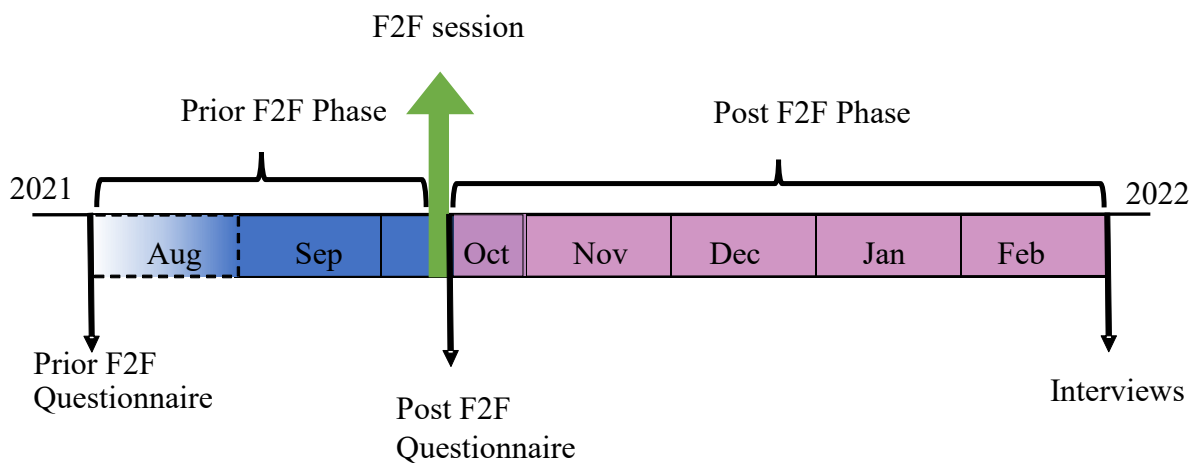 F2F session
Prior F2F Phase
Post F2F Phase
2021
2022
Aug
Sep
Oct
Nov
Dec
Jan
Feb
Prior F2F
Questionnaire
Post F2F
Questionnaire
Interviews